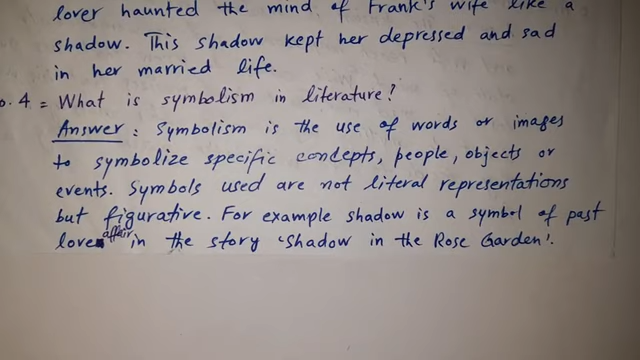 lover haunted the mind of Frank's wife like a
shadow. This shadow kept her depressed and sad
in her married life.
o. 4 = What is symbolism in literature?
Answer : Symbolism is the use of words or images
to symbolize specific concepts, people, objects or
events. Symbols used are not literal representations
but figurative. For example shadow is a symbol of past
love affair in the story 'Shadow in the Rose Garden'.